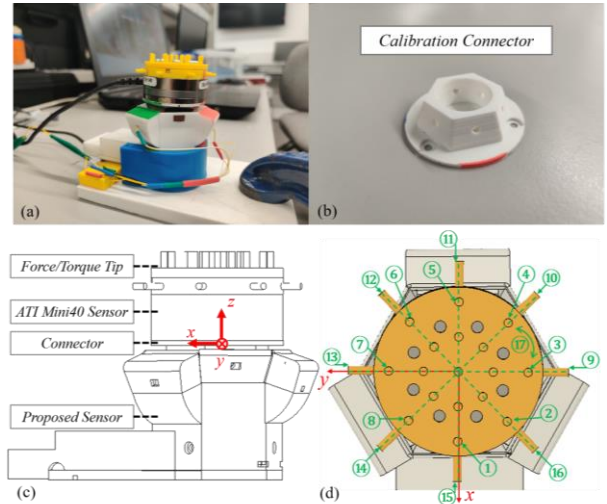 Calibration Connector
(a)
(b)
(c)
Force/Torque Tip
ATI Mini40 Sensor
Connector
Proposed Sensor
z
x
y
11
12
6
5
4
10
17
7
3
13
y
9
8
2
14
1
16
15
x
(d)